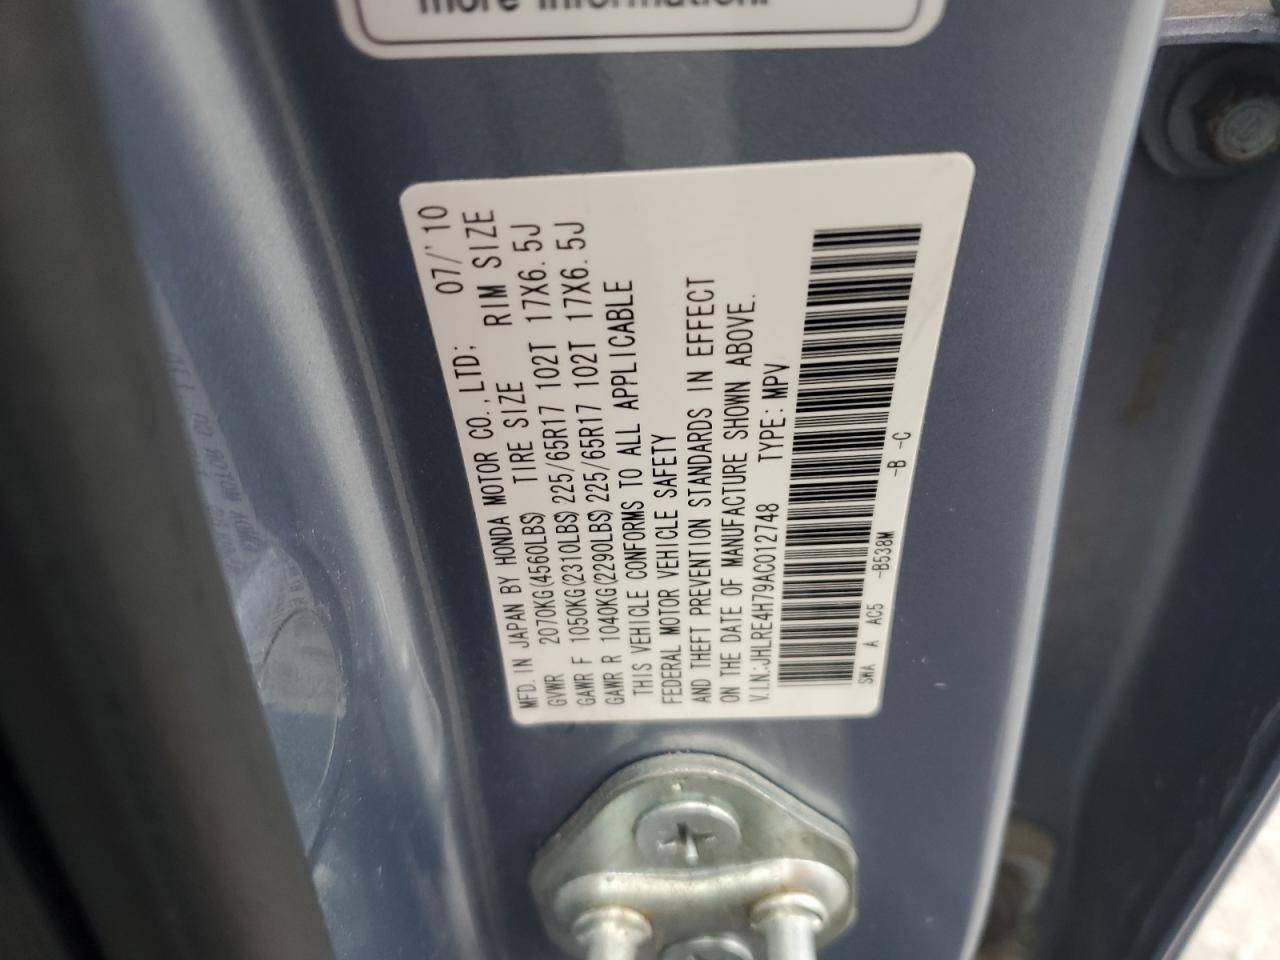 more information.
MFD. IN JAPAN BY HONDA MOTOR CO., LTD: 07/'10
GVWR 2070KG(4560LBS) TIRE SIZE RIM SIZE
GAWR F 1050KG(2310LBS) 225/65R17 102T 17X6.5J
GAWR R 1040KG(2290LBS) 225/65R17 102T 17X6.5J
THIS VEHICLE CONFORMS TO ALL APPLICABLE
FEDERAL MOTOR VEHICLE SAFETY
AND THEFT PREVENTION STANDARDS IN EFFECT
ON THE DATE OF MANUFACTURE SHOWN ABOVE.
V.I.N.:JHLRE4H79AC012748 TYPE: MPV
SWA A AC5 -B538M -B -C